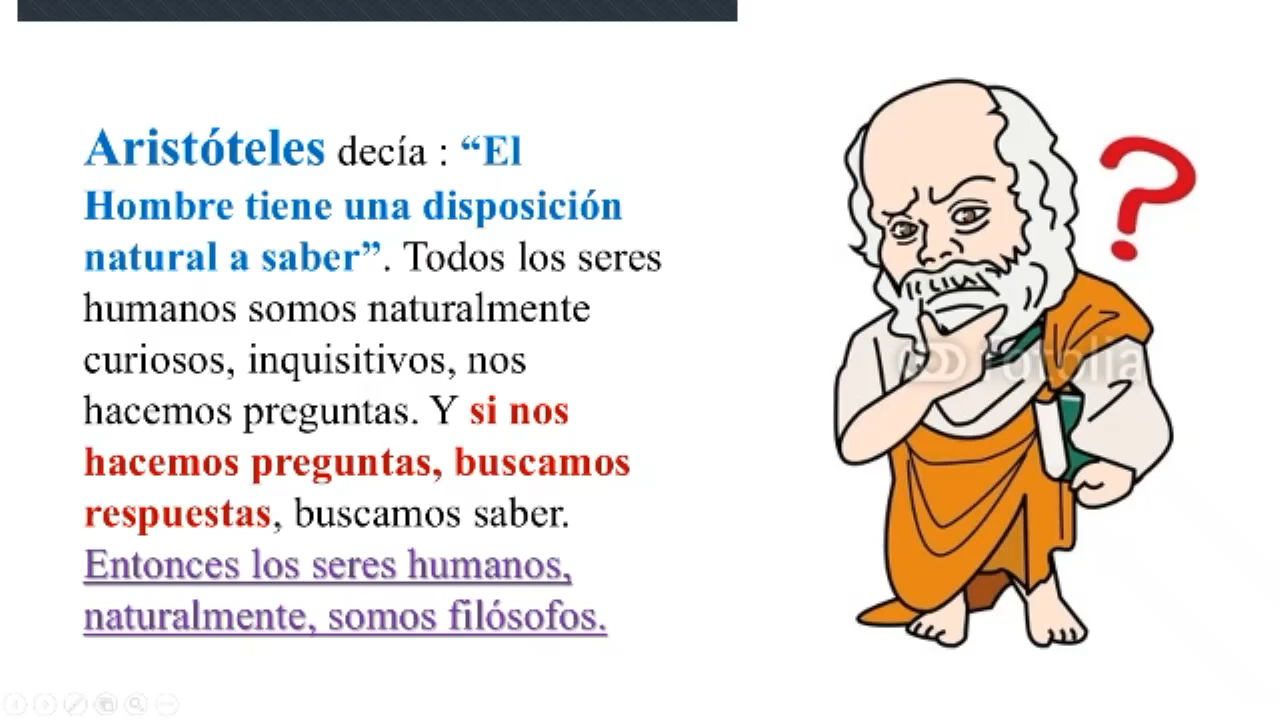 Aristóteles decía : “El
Hombre tiene una disposición
natural a saber”. Todos los seres
humanos somos naturalmente
curiosos, inquisitivos, nos
hacemos preguntas. Y si nos
hacemos preguntas, buscamos
respuestas, buscamos saber.
Entonces los seres humanos,
naturalmente, somos filósofos.
?
fotolia